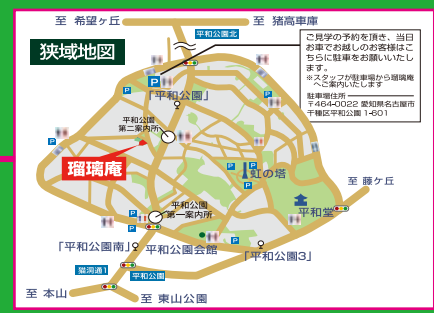 至 希望ヶ丘
至 猪高車庫
平和公園北
狭域地図
ご見学の予約を頂き、当日
お車でお越しのお客様はこ
ちらに駐車をお願いいたし
ます。
※スタッフが駐車場から瑠璃庵
へご案内いたします
駐車場住所
〒464-0022 愛知県名古屋市
千種区平和公園 1-601
P
「平和公園」
平和公園
第二案内所
P
P
瑠璃庵
P
P
虹の塔
P
至 藤ヶ丘
P
平和公園
第一案内所
平和堂
P
P
「平和公園南」
平和公園会館
「平和公園3」
猫洞通1
平和公園
至 本山
至 東山公園